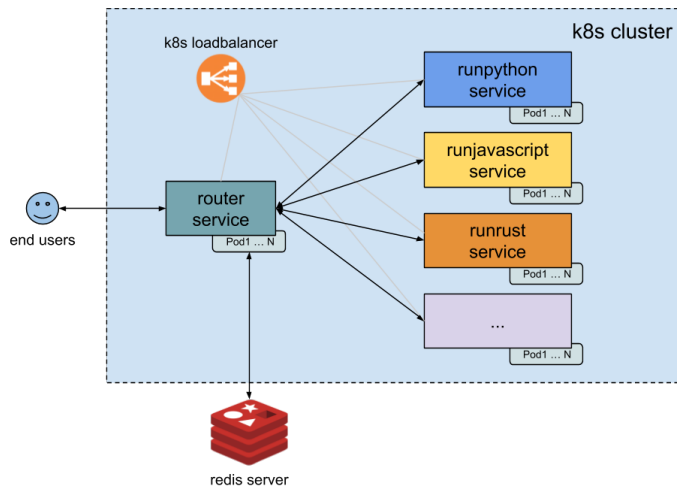 k8s cluster
k8s loadbalancer
runpython
service
Pod1 ... N
runjavascript
service
Pod1 ... N
router
service
Pod1 ... N
end users
runrust
service
Pod1 ... N
...
Pod1 ... N
redis server